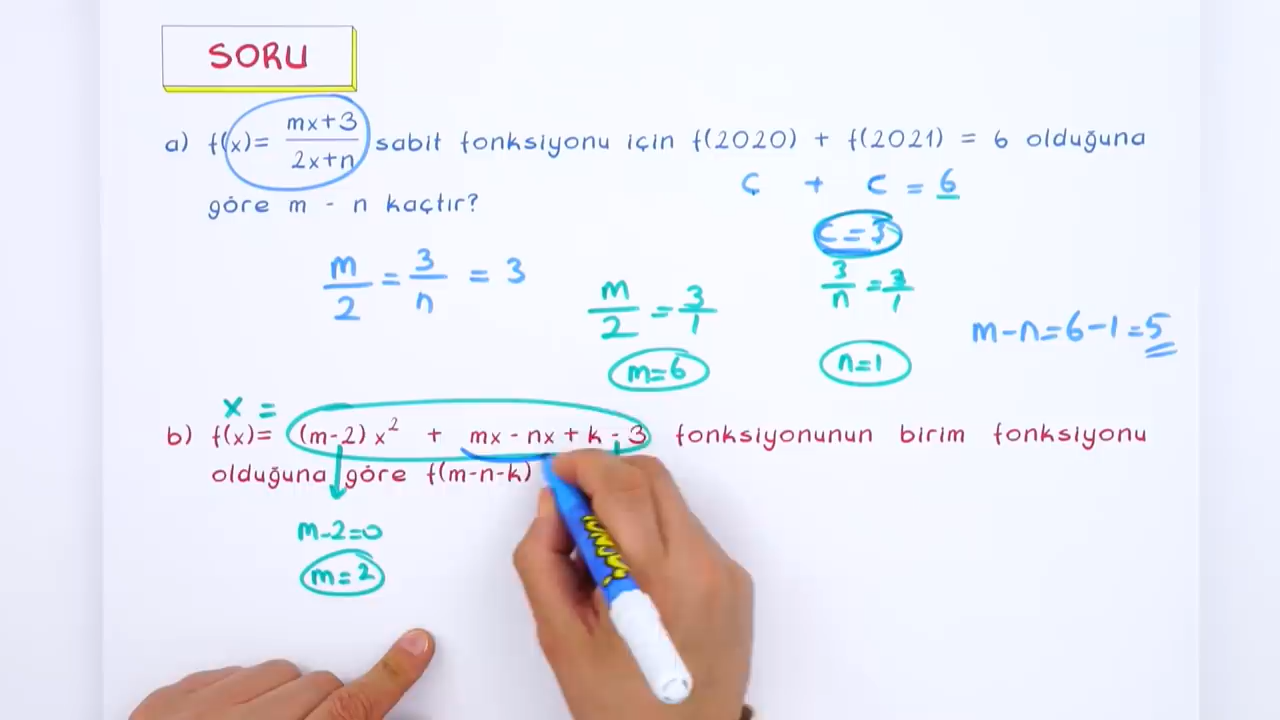 SORU
a) f(x)= mx+3 / 2x+n sabit fonksiyonu için f(2020) + f(2021) = 6 olduğuna
c + c = 6
göre m - n kaçtır?
c=3
m/2 = 3/n = 3
m/2 = 3/1
3/n = 3/1
m-n=6-1=5
m=6
n=1
x =
b) f(x)= (m-2)x² + mx - nx + k - 3 fonksiyonunun birim fonksiyonu
olduğuna göre f(m-n-k)
m-2=0
m=2